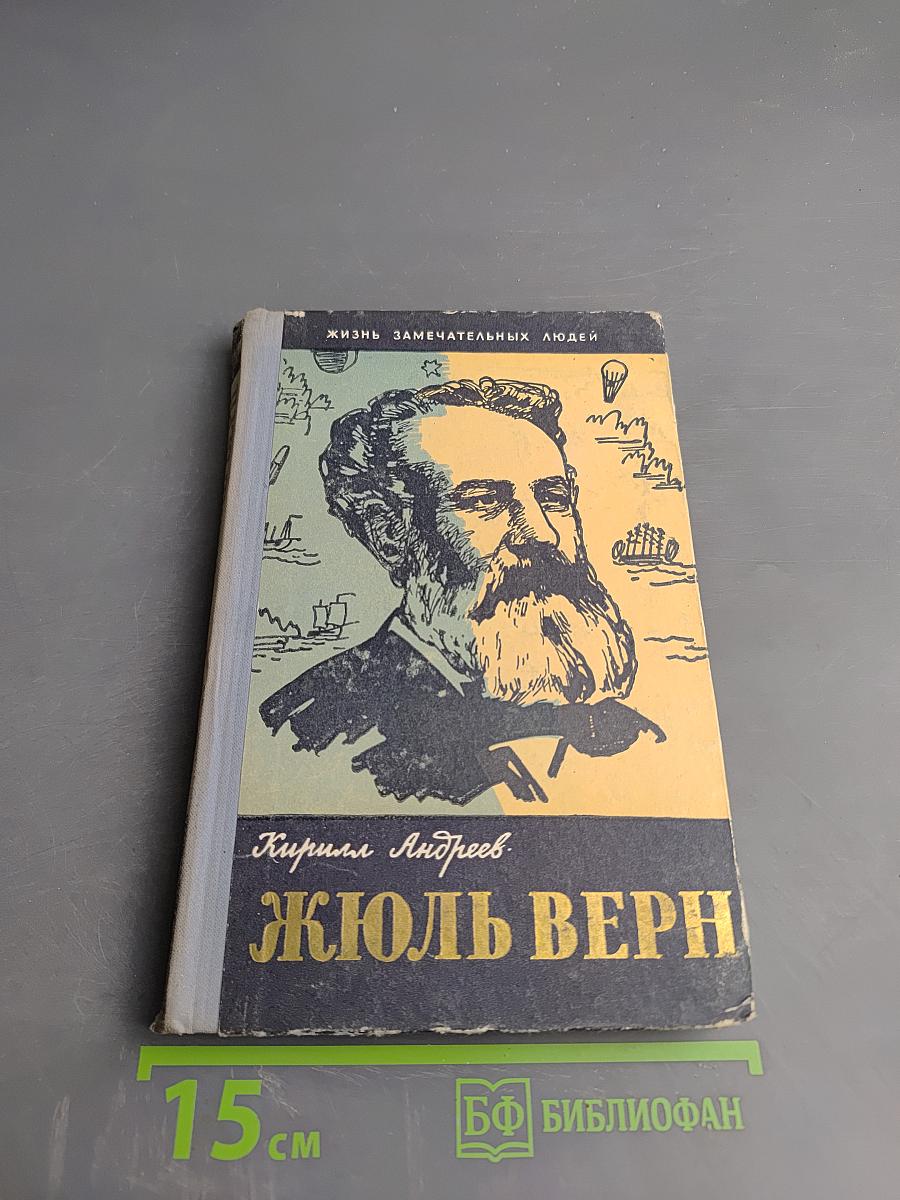 ЖИЗНЬ ЗАМЕЧАТЕЛЬНЫХ ЛЮДЕЙ
Кирилл Андреев.
ЖЮЛЬ ВЕРН
15 см
БФ БИБЛИОФАН